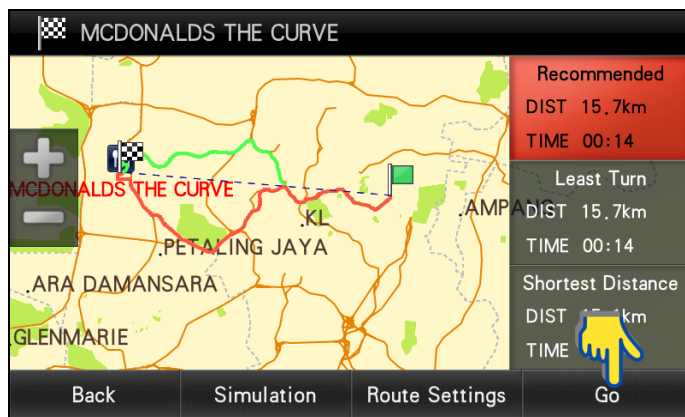 MCDONALDS THE CURVE
Recommended
DIST 15.7km
TIME 00:14
Least Turn
DIST 15.7km
TIME 00:14
Shortest Distance
DIST
km
TIME
MCDONALDS THE CURVE
.KL
.AMPANG
.PETALING JAYA
.ARA DAMANSARA
.GLENMARIE
Back
Simulation
Route Settings
Go